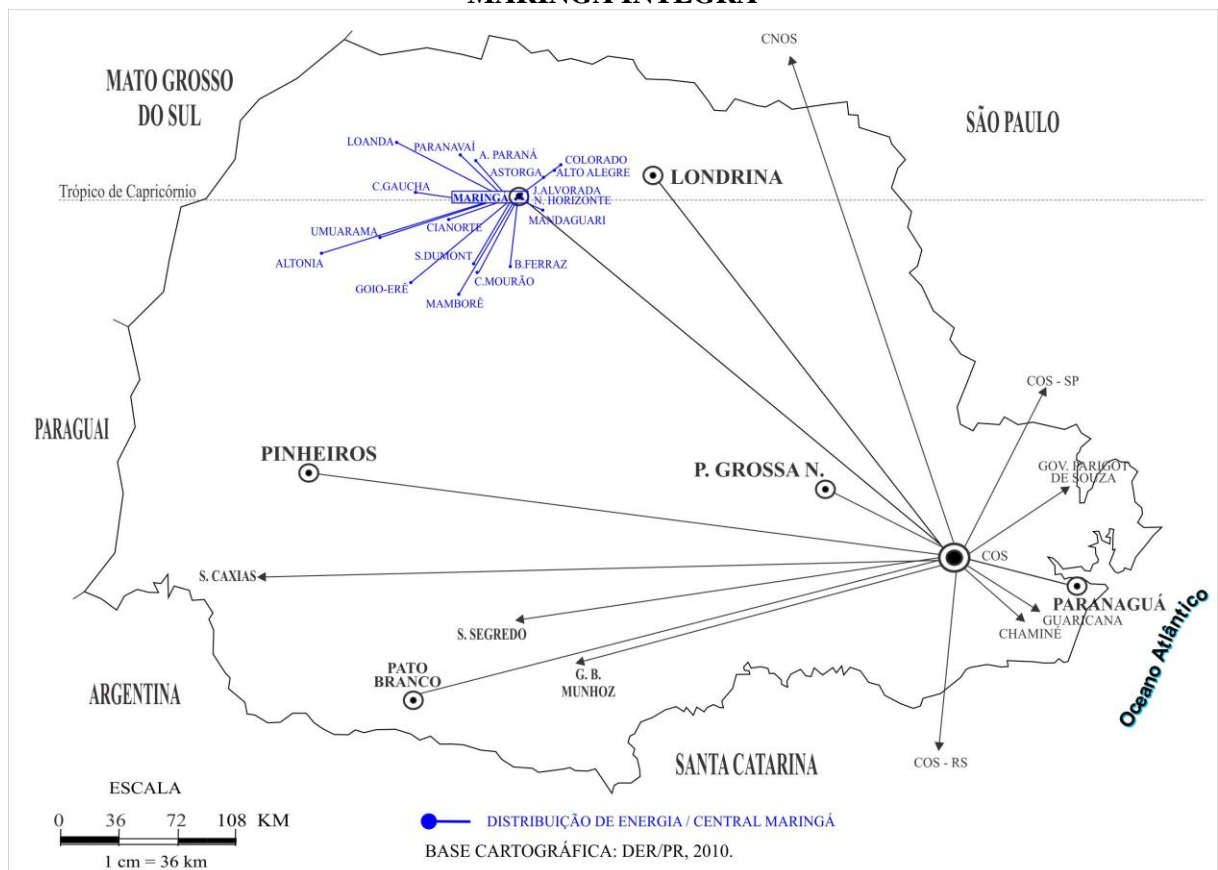 MARINGÁ INTEGRA
CNOS
MATO GROSSO
DO SUL
SÃO PAULO
LOANDA
PARANAVAÍ
A. PARANÁ
COLORADO
ASTORGA
ALTO ALEGRE
LONDRINA
Trópico de Capricórnio
C.GAUCHA
MARINGA
J.ALVORADA
N. HORIZONTE
MANDAGUARI
CIANORTE
UMUARAMA
ALTONIA
S.DUMONT
B.FERRAZ
C.MOURÃO
GOIO-ERÊ
MAMBORÊ
COS - SP
PARAGUAI
PINHEIROS
P. GROSSA N.
GOV. PARIGOT
DE SOUZA
COS
S. CAXIAS
PARANAGUÁ
GUARICANA
CHAMINÉ
S. SEGREDO
Oceano Atlântico
PATO
BRANCO
G. B.
MUNHOZ
ARGENTINA
SANTA CATARINA
COS - RS
ESCALA
0 36 72 108 KM
1 cm = 36 km
DISTRIBUIÇÃO DE ENERGIA / CENTRAL MARINGÁ
BASE CARTOGRÁFICA: DER/PR, 2010.